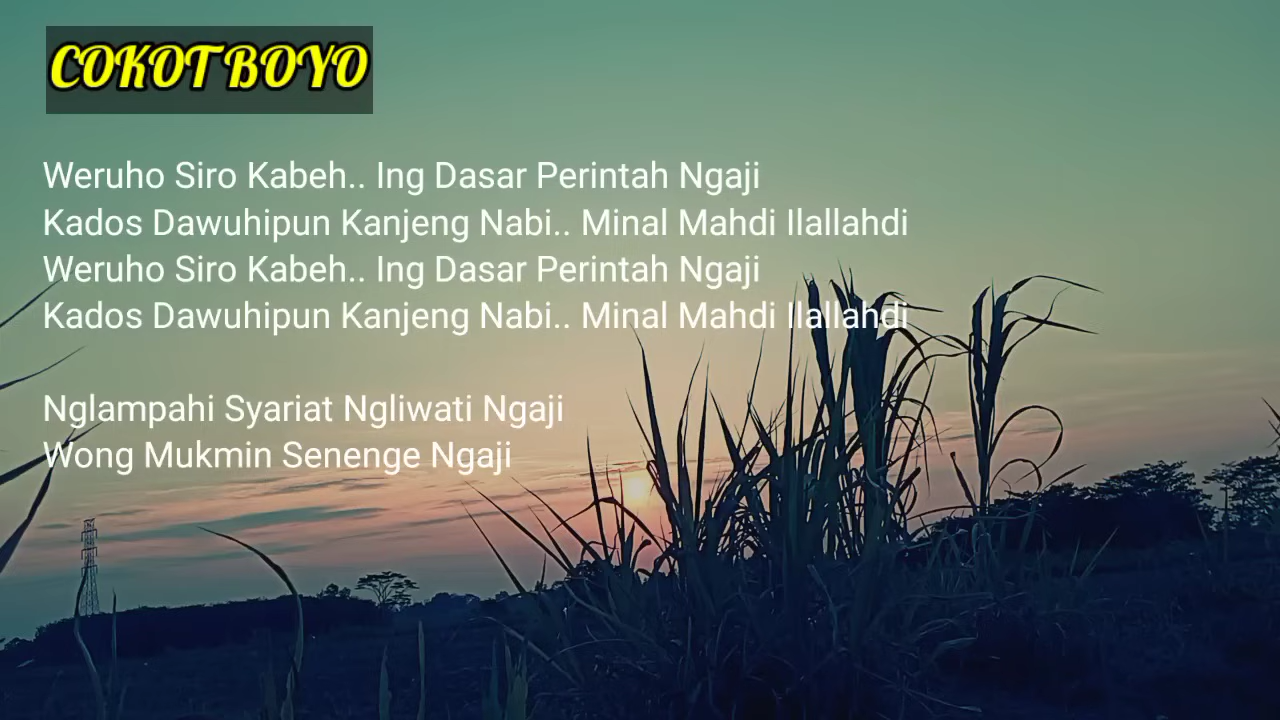 COKOT BOYO
Weruho Siro Kabeh.. Ing Dasar Perintah Ngaji
Kados Dawuhipun Kanjeng Nabi.. Minal Mahdi Ilallahdi
Weruho Siro Kabeh.. Ing Dasar Perintah Ngaji
Kados Dawuhipun Kanjeng Nabi.. Minal Mahdi Ilallahdi
Nglampahi Syariat Ngliwati Ngaji
Wong Mukmin Senenge Ngaji